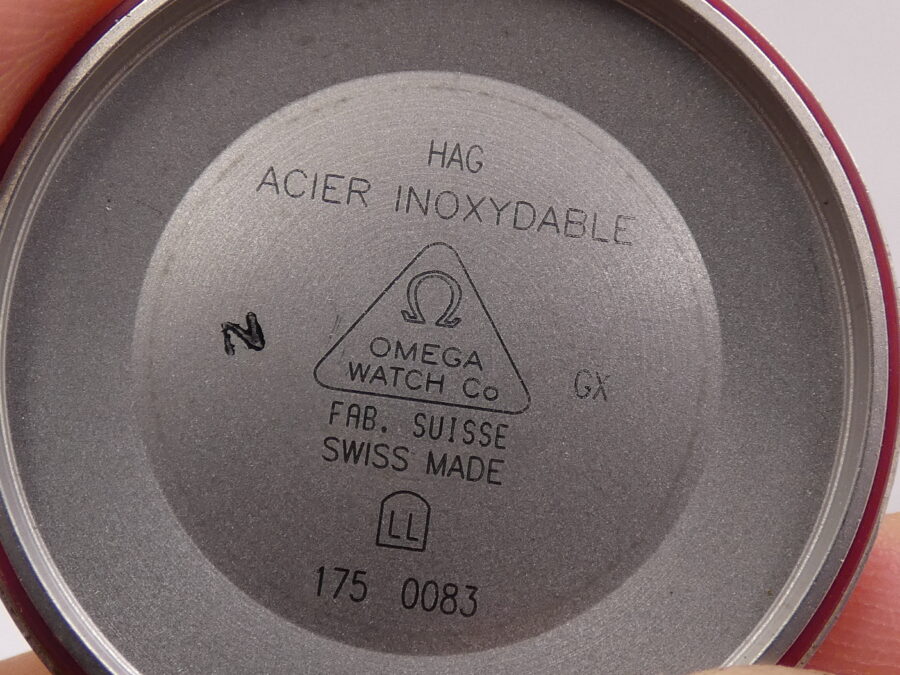 HAG
ACIER INOXYDABLE
Ω
OMEGA
WATCH Co
N
GX
FAB. SUISSE
SWISS MADE
LL
175 0083